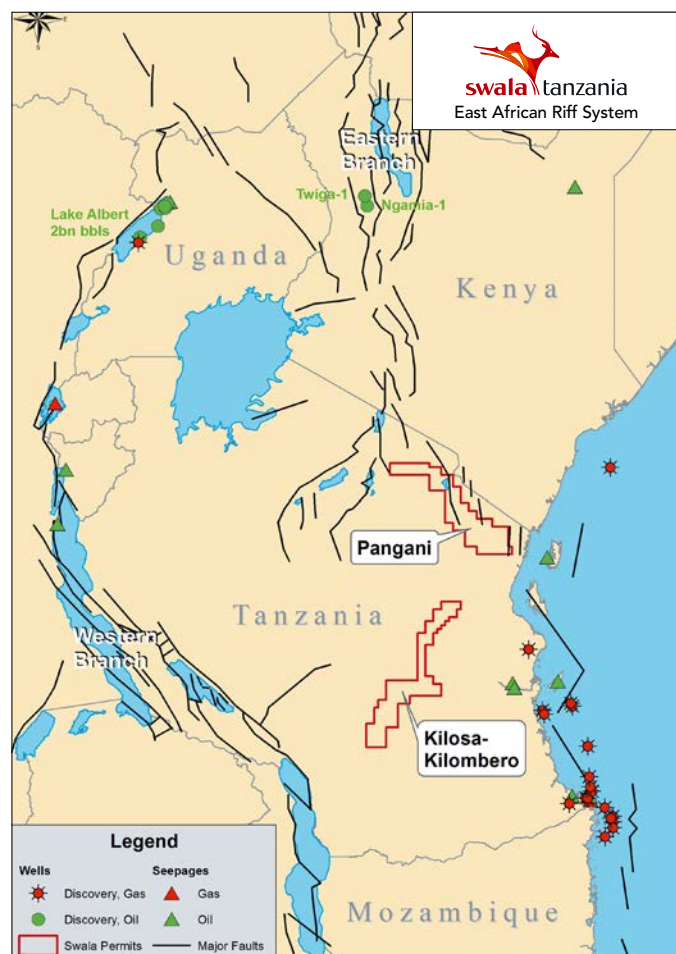 S
swala tanzania
East African Riff System
Eastern
Branch
Twiga-1
Ngamia-1
Lake Albert
2bn bbls
Uganda
Kenya
Pangani
Tanzania
Western
Branch
Kilosa-
Kilombero
Legend
Wells
Seepages
Discovery, Gas
Gas
Discovery, Oil
Oil
Swala Permits
Major Faults
Mozambique